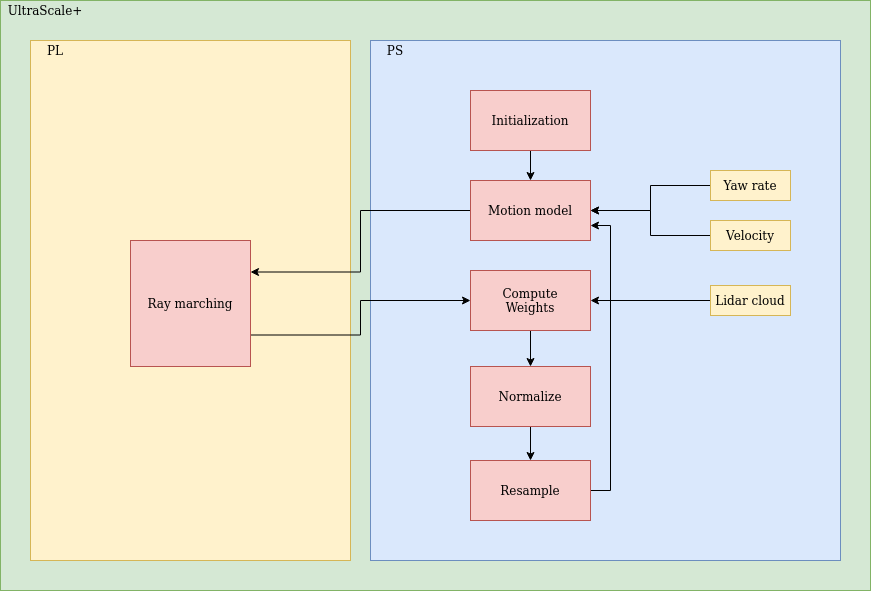 UltraScale+
PL
PS
Initialization
Yaw rate
Motion model
Velocity
Ray marching
Compute
Weights
Lidar cloud
Normalize
Resample